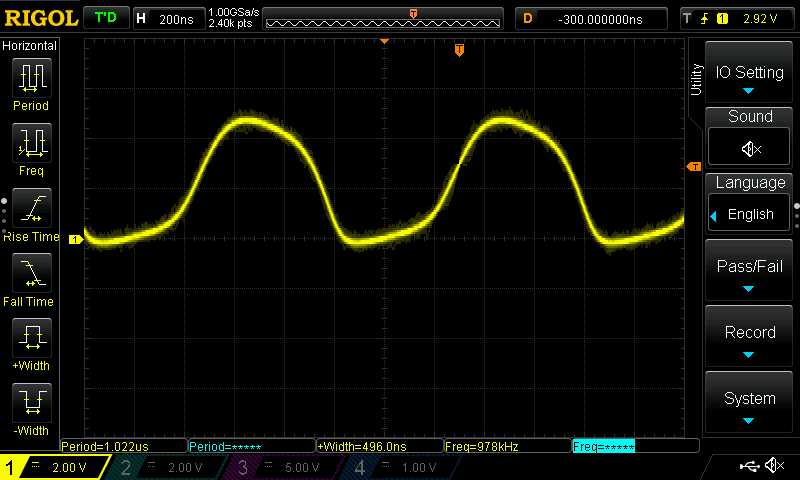 RIGOL T'D H 200ns 1.00GSa/s 2.40k pts T D -300.000000ns T 1 2.92 V
Horizontal
Period
Freq
Rise Time
Fall Time
+Width
-Width
T
T
1
Utility
IO Setting
Sound
Language
English
Pass/Fail
Record
System
Period=1.022us Period=***** +Width=496.0ns Freq=978kHz Freq=*****
1 2.00 V 2 2.00 V 3 5.00 V 4 1.00 V